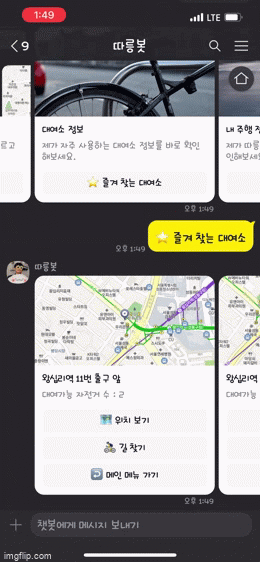 1:49
LTE
9
따릉봇
대여소 정보
제가 자주 사용하는 대여소 정보를 바로 확인
해보세요.
⭐ 즐겨 찾는 대여소
르고
내 주행 정
제가 따릉
인해보세
오후 1:49
오후 1:49
⭐ 즐겨 찾는 대여소
따릉봇
왕십리역 11번 출구 앞
대여가능 자전거 수 : 2
🗺️ 위치 보기
🚴 길 찾기
↩️ 메인 메뉴 가기
왕십리역
대여가능
오후 1:49
챗봇에게 메시지 보내기
imgflip.com